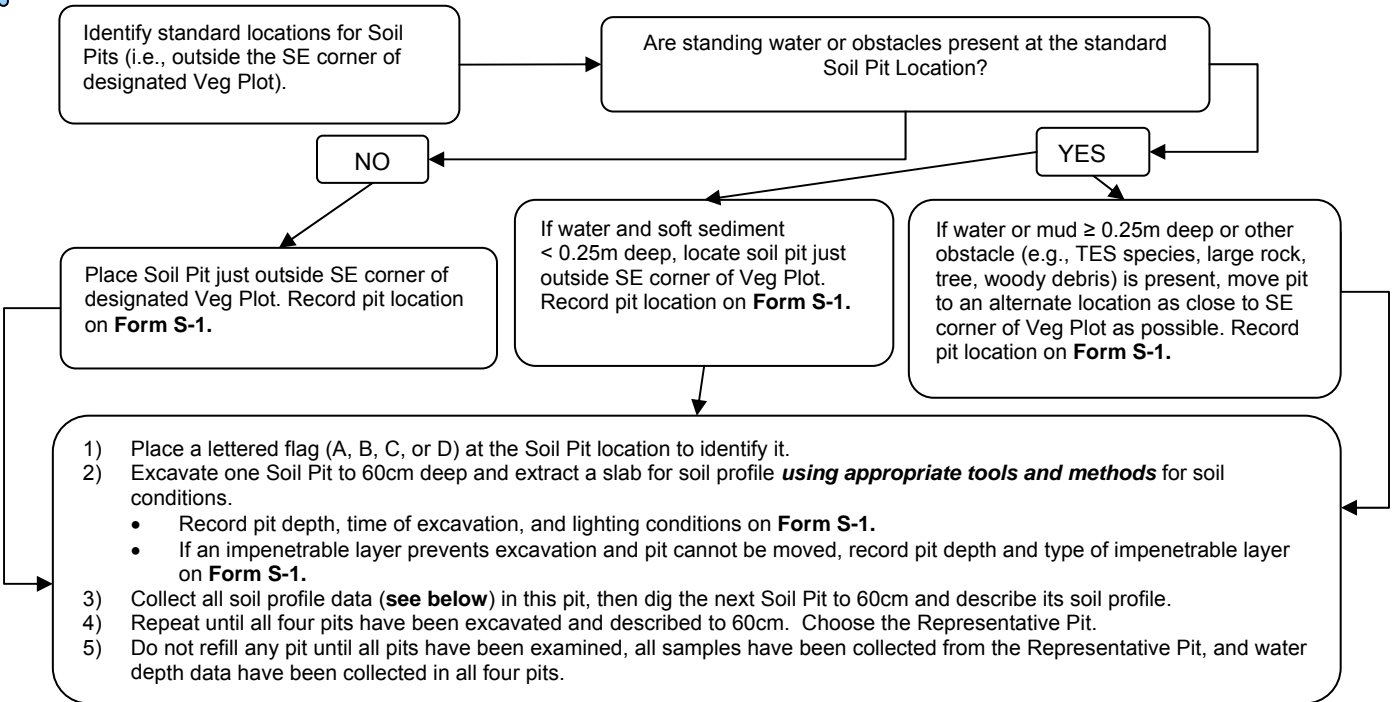 Identify standard locations for Soil
Pits (i.e., outside the SE corner of
designated Veg Plot).
Are standing water or obstacles present at the standard
Soil Pit Location?
NO
YES
Place Soil Pit just outside SE corner of
designated Veg Plot. Record pit location
on Form S-1.
If water and soft sediment
< 0.25m deep, locate soil pit just
outside SE corner of Veg Plot.
Record pit location on Form S-1.
If water or mud ≥ 0.25m deep or other
obstacle (e.g., TES species, large rock,
tree, woody debris) is present, move pit
to an alternate location as close to SE
corner of Veg Plot as possible. Record
pit location on Form S-1.
1) Place a lettered flag (A, B, C, or D) at the Soil Pit location to identify it.
2) Excavate one Soil Pit to 60cm deep and extract a slab for soil profile using appropriate tools and methods for soil
conditions.
• Record pit depth, time of excavation, and lighting conditions on Form S-1.
• If an impenetrable layer prevents excavation and pit cannot be moved, record pit depth and type of impenetrable layer
on Form S-1.
3) Collect all soil profile data (see below) in this pit, then dig the next Soil Pit to 60cm and describe its soil profile.
4) Repeat until all four pits have been excavated and described to 60cm. Choose the Representative Pit.
5) Do not refill any pit until all pits have been examined, all samples have been collected from the Representative Pit, and water
depth data have been collected in all four pits.